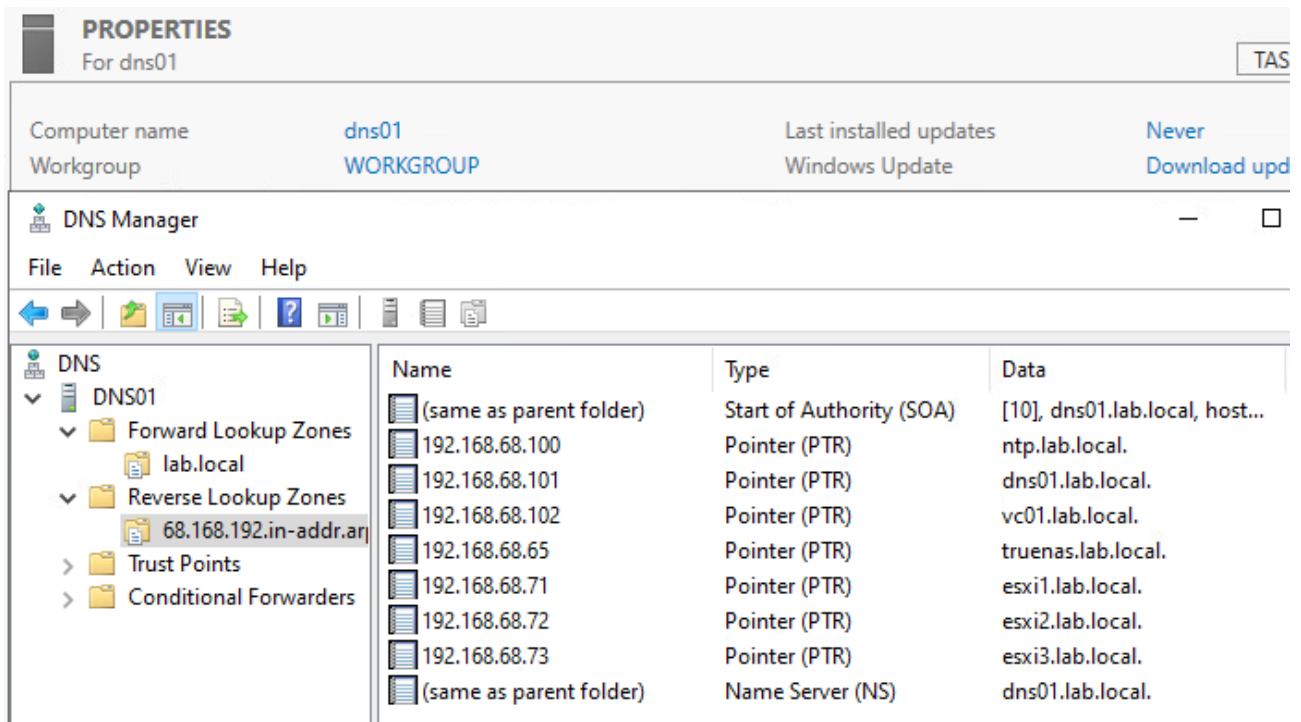 PROPERTIES
For dns01
TAS
Computer name dns01 Last installed updates Never
Workgroup WORKGROUP Windows Update Download upd
DNS Manager
File Action View Help
DNS
DNS01
Forward Lookup Zones
lab.local
Reverse Lookup Zones
68.168.192.in-addr.arp
Trust Points
Conditional Forwarders
Name Type Data
(same as parent folder) Start of Authority (SOA) [10], dns01.lab.local, host...
192.168.68.100 Pointer (PTR) ntp.lab.local.
192.168.68.101 Pointer (PTR) dns01.lab.local.
192.168.68.102 Pointer (PTR) vc01.lab.local.
192.168.68.65 Pointer (PTR) truenas.lab.local.
192.168.68.71 Pointer (PTR) esxi1.lab.local.
192.168.68.72 Pointer (PTR) esxi2.lab.local.
192.168.68.73 Pointer (PTR) esxi3.lab.local.
(same as parent folder) Name Server (NS) dns01.lab.local.